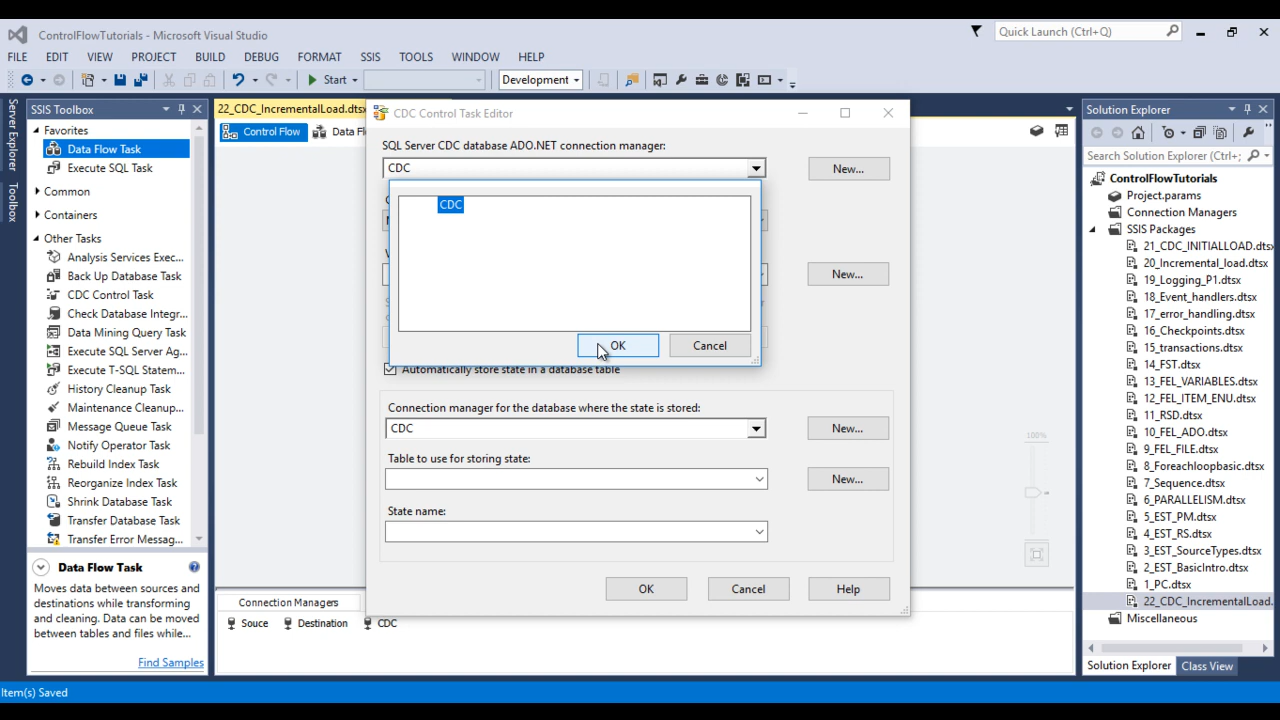 ControlFlowTutorials - Microsoft Visual Studio
Quick Launch (Ctrl+Q)
FILE EDIT VIEW PROJECT BUILD DEBUG FORMAT SSIS TOOLS WINDOW HELP
Start
Development
Server Explorer
Toolbox
SSIS Toolbox
Favorites
Data Flow Task
Execute SQL Task
Common
Containers
Other Tasks
Analysis Services Exec...
Back Up Database Task
CDC Control Task
Check Database Integr...
Data Mining Query Task
Execute SQL Server Ag...
Execute T-SQL Statem...
History Cleanup Task
Maintenance Cleanup...
Message Queue Task
Notify Operator Task
Rebuild Index Task
Reorganize Index Task
Shrink Database Task
Transfer Database Task
Transfer Error Messag...
Data Flow Task
Moves data between sources and
destinations while transforming
and cleaning. Data can be moved
between tables and files while...
Find Samples
22_CDC_IncrementalLoad.dtsx
Control Flow
Data Fl
CDC Control Task Editor
SQL Server CDC database ADO.NET connection manager:
CDC
New...
CDC
New...
OK
Cancel
Automatically store state in a database table
Connection manager for the database where the state is stored:
CDC
New...
Table to use for storing state:
New...
State name:
OK
Cancel
Help
100%
Connection Managers
Souce
Destination
CDC
Solution Explorer
Search Solution Explorer (Ctrl+;
ControlFlowTutorials
Project.params
Connection Managers
SSIS Packages
21_CDC_INITIALLOAD.dtsx
20_Incremental_load.dtsx
19_Logging_P1.dtsx
18_Event_handlers.dtsx
17_error_handling.dtsx
16_Checkpoints.dtsx
15_transactions.dtsx
14_FST.dtsx
13_FEL_VARIABLES.dtsx
12_FEL_ITEM_ENU.dtsx
11_RSD.dtsx
10_FEL_ADO.dtsx
9_FEL_FILE.dtsx
8_Foreachloopbasic.dtsx
7_Sequence.dtsx
6_PARALLELISM.dtsx
5_EST_PM.dtsx
4_EST_RS.dtsx
3_EST_SourceTypes.dtsx
2_EST_BasicIntro.dtsx
1_PC.dtsx
22_CDC_IncrementalLoad.
Miscellaneous
Solution Explorer
Class View
Item(s) Saved